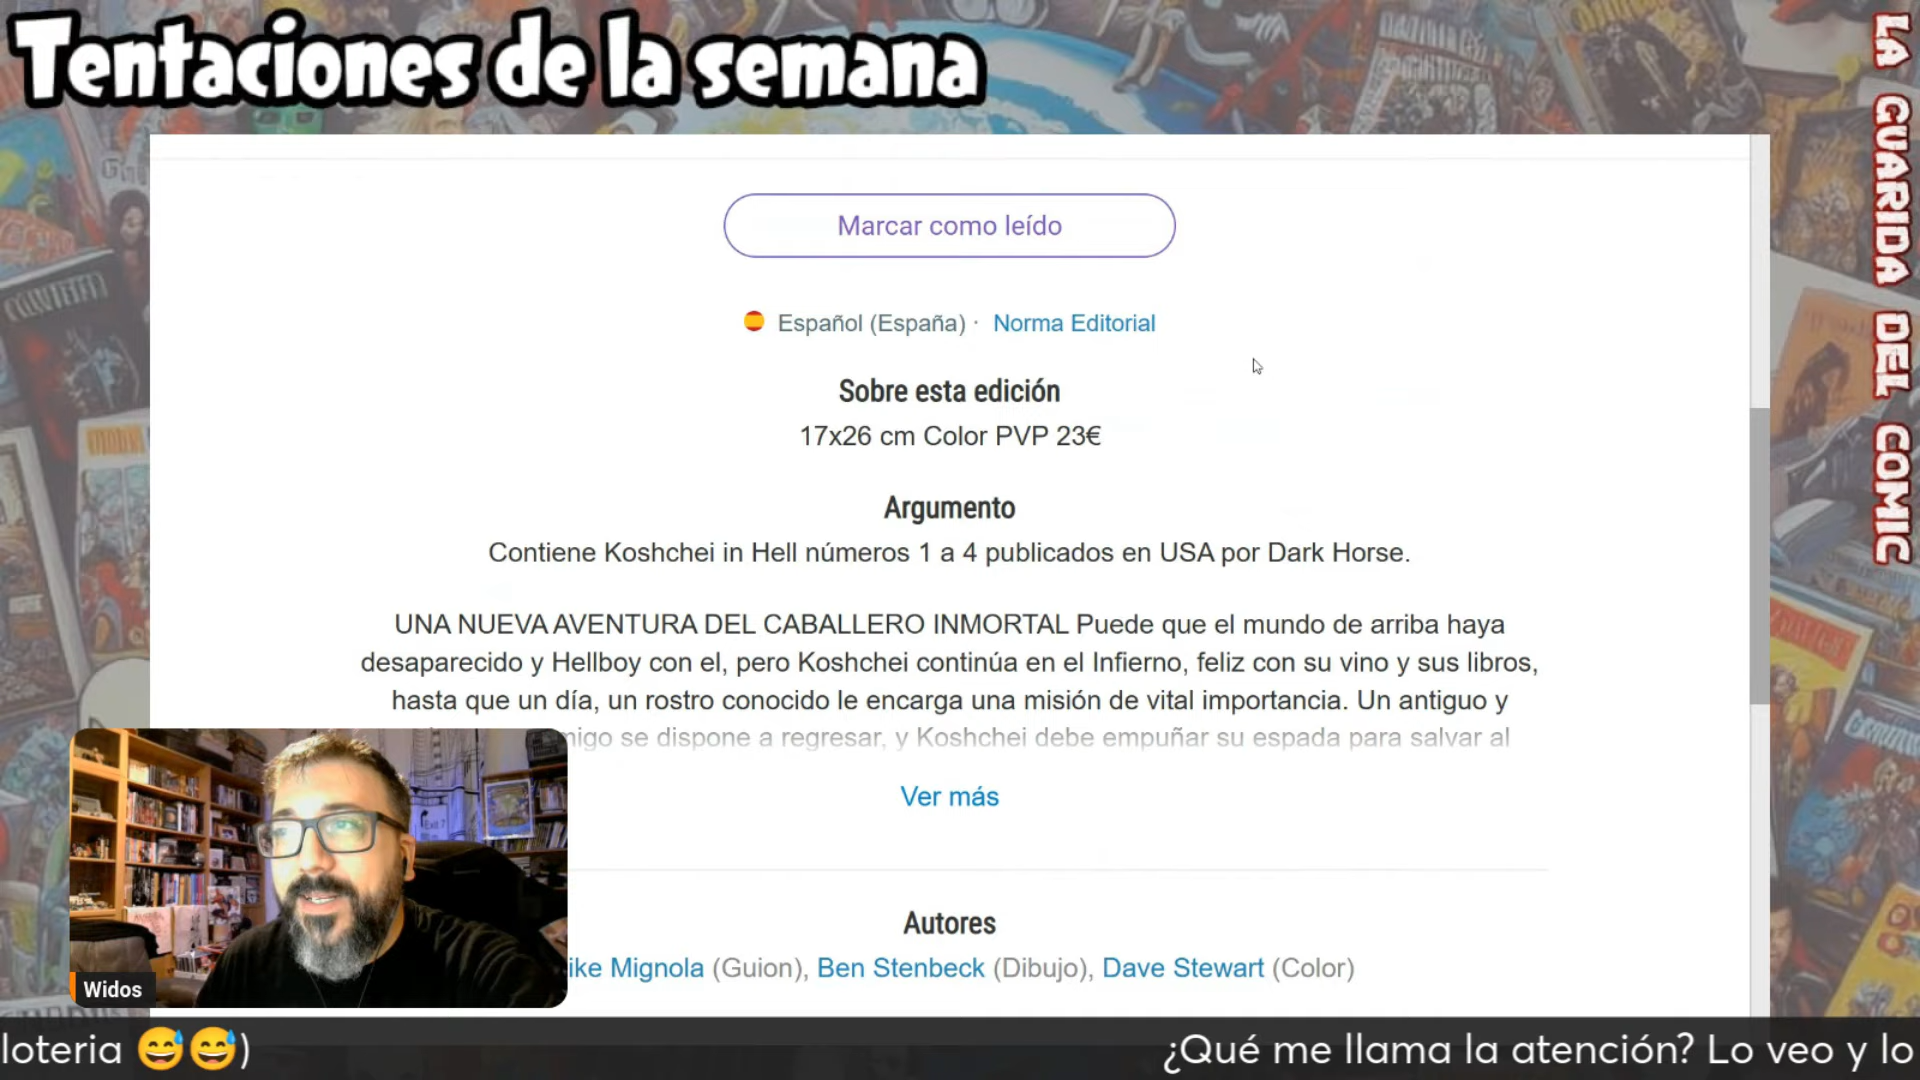 Tentaciones de la semana
LA GUARIDA DEL COMIC
Marcar como leído
Español (España) · Norma Editorial
Sobre esta edición
17x26 cm Color PVP 23€
Argumento
Contiene Koshchei in Hell números 1 a 4 publicados en USA por Dark Horse.
UNA NUEVA AVENTURA DEL CABALLERO INMORTAL Puede que el mundo de arriba haya
desaparecido y Hellboy con el, pero Koshchei continúa en el Infierno, feliz con su vino y sus libros,
hasta que un día, un rostro conocido le encarga una misión de vital importancia. Un antiguo y
migo se dispone a regresar, y Koshchei debe empuñar su espada para salvar al
Ver más
Autores
ike Mignola (Guion), Ben Stenbeck (Dibujo), Dave Stewart (Color)
Widos
loteria 😅😅)
¿Qué me llama la atención? Lo veo y lo